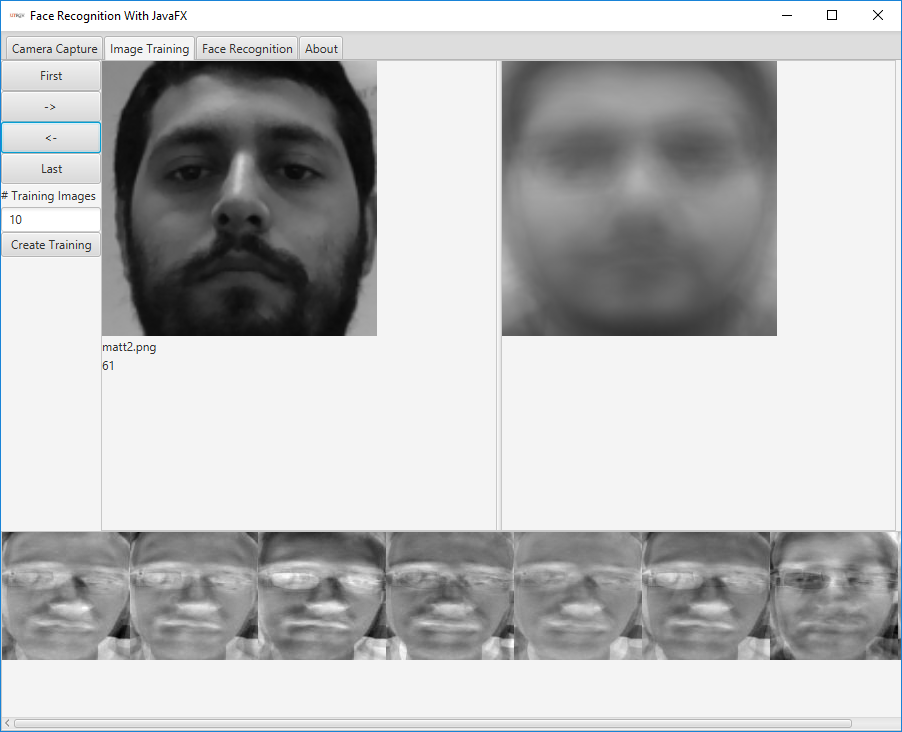 Face Recognition With JavaFX
Camera Capture
Image Training
Face Recognition
About
First
->
<-
Last
# Training Images
10
Create Training
matt2.png
61